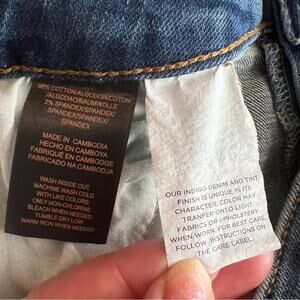 98% COTTON/ALGODON/COTON
/ALGODAO/BAUMWOLLE
2% SPANDEX/SPANDEX/
SPANDEX/SPANDEX/
SPANDEX
MADE IN CAMBODIA
HECHO EN CAMBOYA
FABRIQUÉ EN CAMBODGE
FABRICADO NA CAMBODJA
WASH INSIDE OUT.
MACHINE WASH COLD
WITH LIKE COLORS
ONLY NON-CHLORINE
BLEACH WHEN NEEDED
TUMBLE DRY LOW.
WARM IRON WHEN NEEDED
OUR INDIGO DENIM AND TINT
FINISH IS UNIQUE IN ITS
CHARACTER. COLOR MAY
TRANFER ONTO LIGHT
FABRICS OR UPHOLSTERY
WHEN WORN. FOR BEST CARE
FOLLOW INSTRUCTIONS ON
THE CARE LABEL.